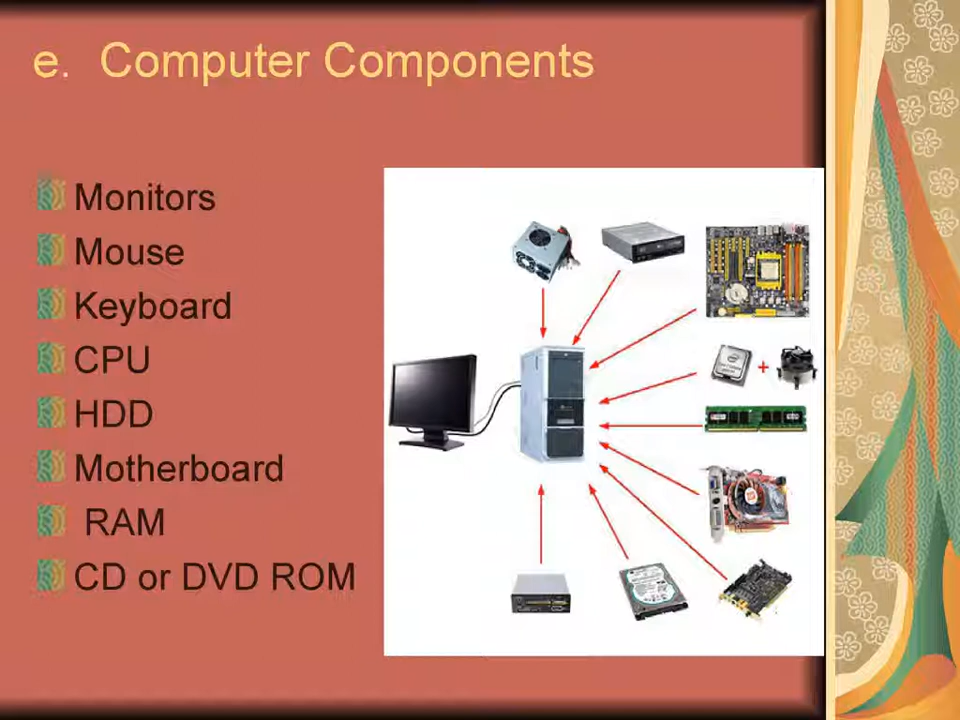 e. Computer Components
Monitors
Mouse
Keyboard
CPU
HDD
Motherboard
RAM
CD or DVD ROM
+